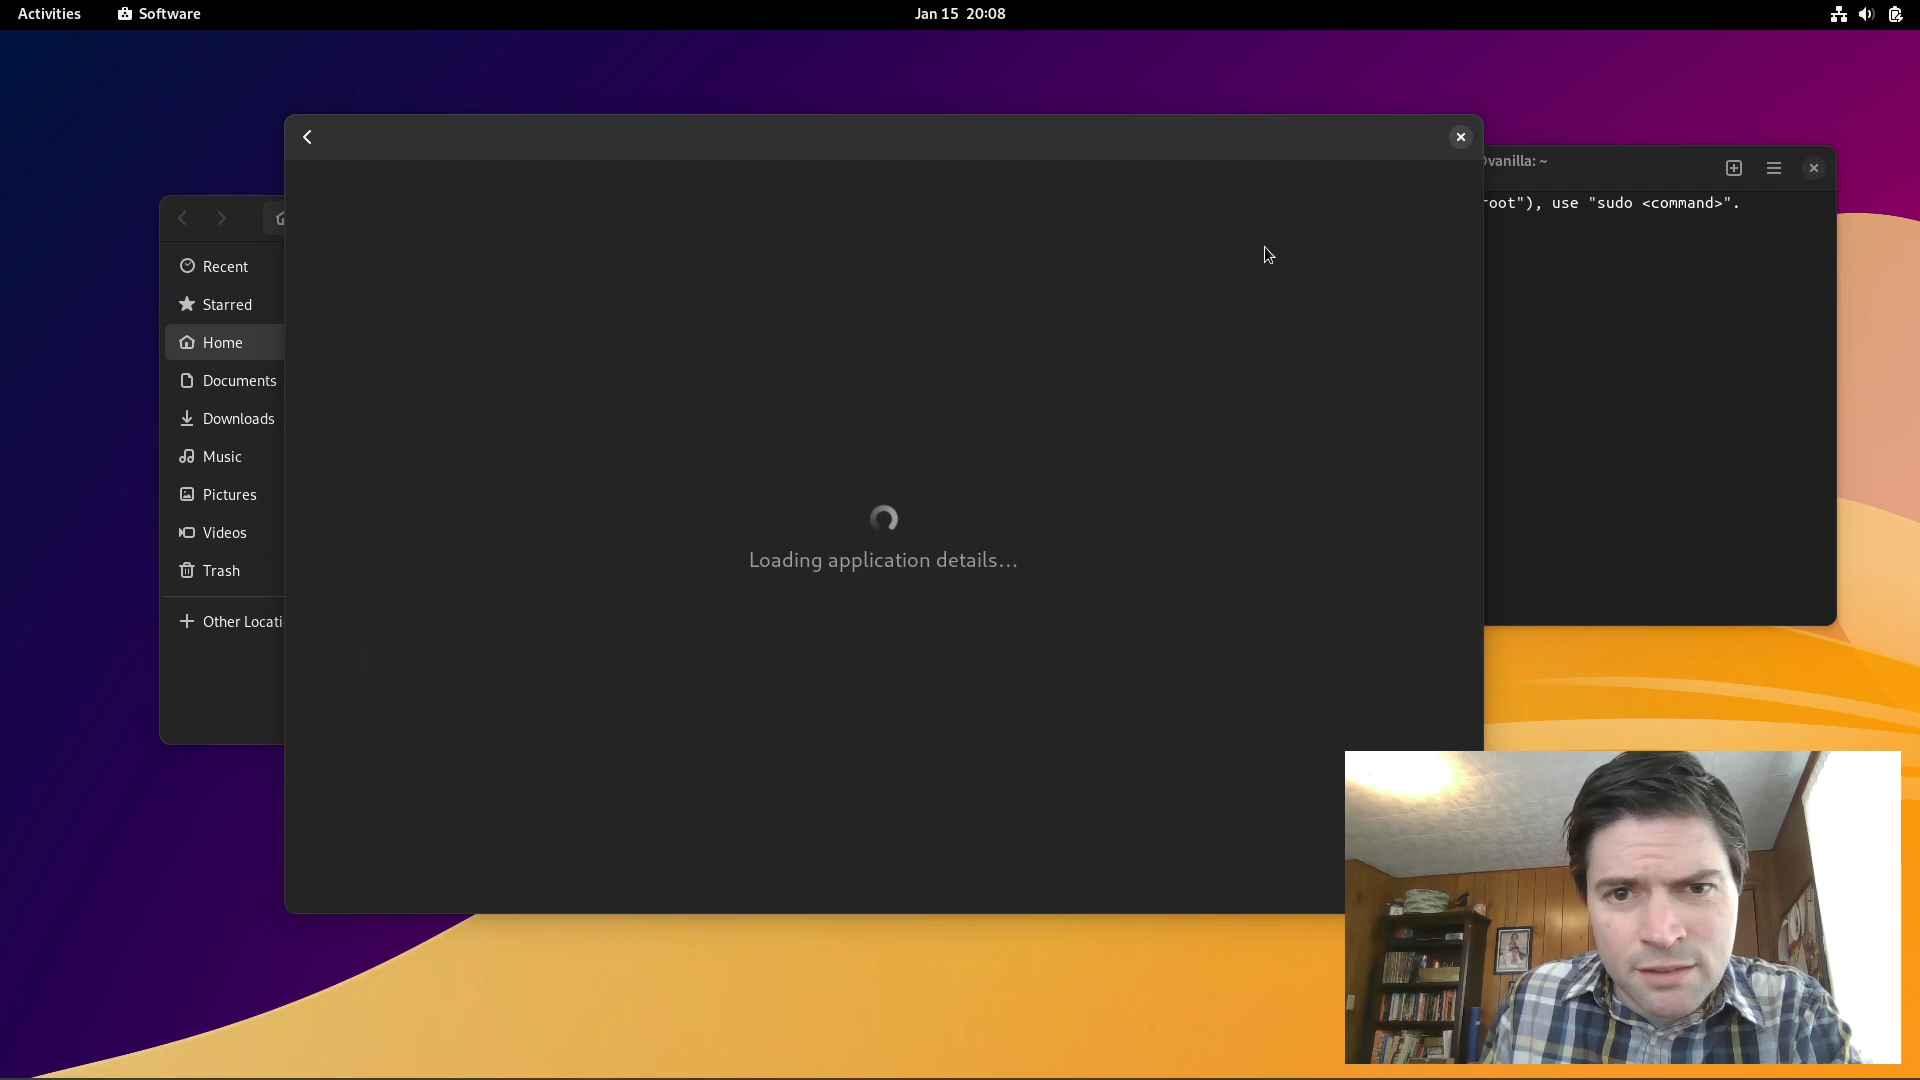 Activities
Software
Jan 15 20:08
vanilla: ~
root"), use "sudo <command>".
Recent
Starred
Home
Documents
Downloads
Music
Pictures
Videos
Trash
Other Locati
Loading application details...